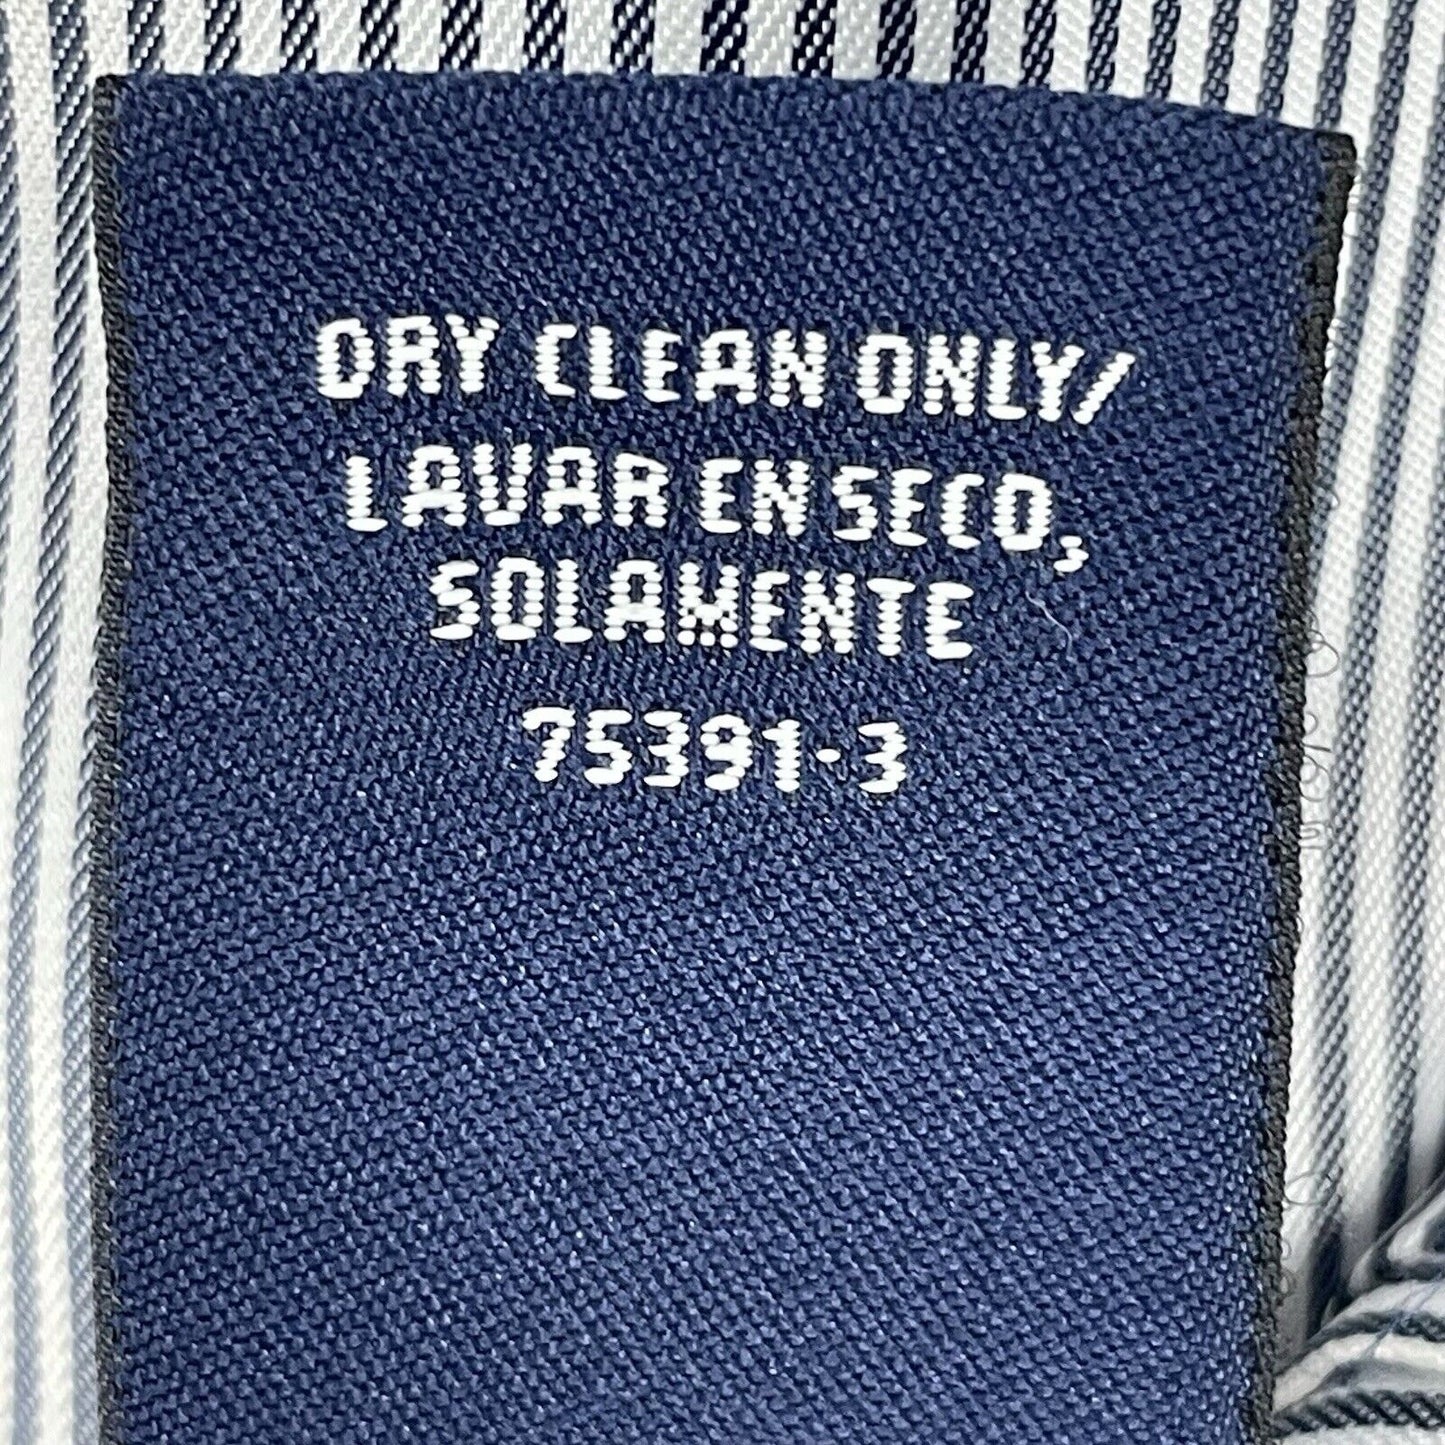 DRY CLEAN ONLY/
LAVAR EN SECO,
SOLAMENTE
75391-3